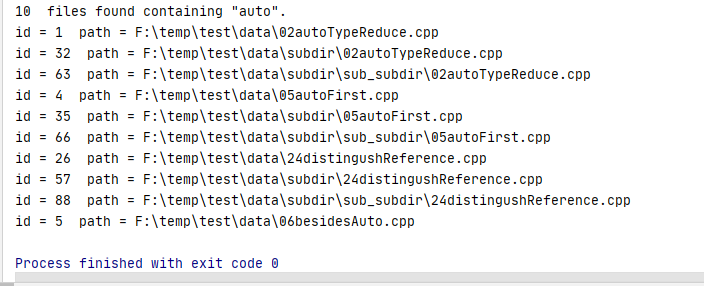 10  files found containing "auto".
id = 1  path = F:\temp\test\data\02autoTypeReduce.cpp
id = 32  path = F:\temp\test\data\subdir\02autoTypeReduce.cpp
id = 63  path = F:\temp\test\data\subdir\sub_subdir\02autoTypeReduce.cpp
id = 4  path = F:\temp\test\data\05autoFirst.cpp
id = 35  path = F:\temp\test\data\subdir\05autoFirst.cpp
id = 66  path = F:\temp\test\data\subdir\sub_subdir\05autoFirst.cpp
id = 26  path = F:\temp\test\data\24distingushReference.cpp
id = 57  path = F:\temp\test\data\subdir\24distingushReference.cpp
id = 88  path = F:\temp\test\data\subdir\sub_subdir\24distingushReference.cpp
id = 5  path = F:\temp\test\data\06besidesAuto.cpp
Process finished with exit code 0